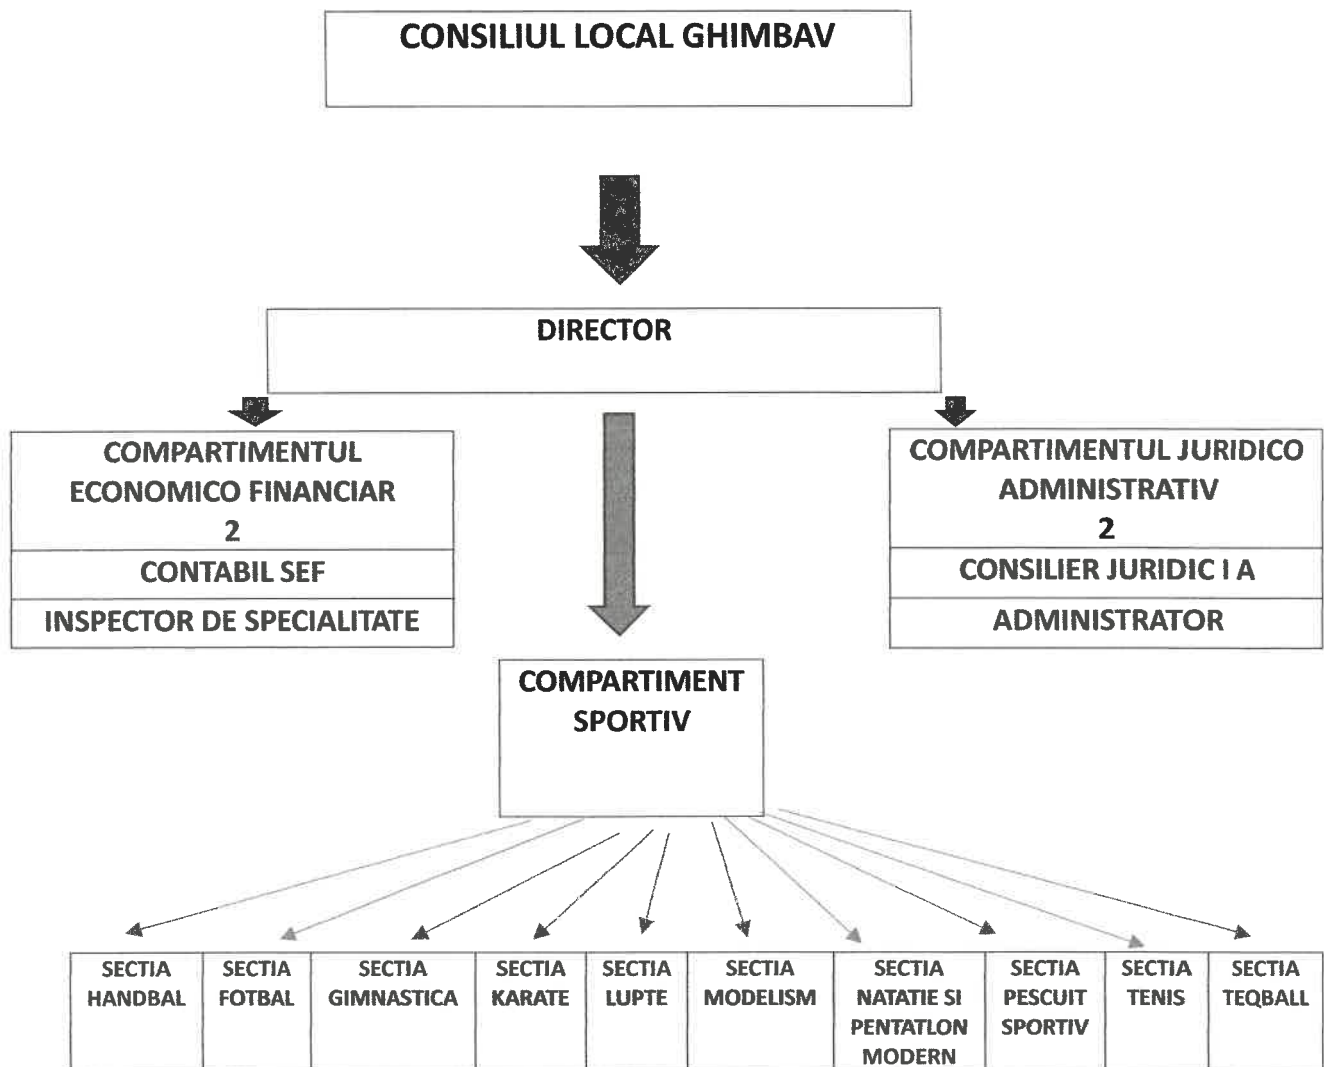 CONSILIUL LOCAL GHIMBAV
DIRECTOR
COMPARTIMENTUL
ECONOMICO FINANCIAR
2
CONTABIL SEF
INSPECTOR DE SPECIALITATE
COMPARTIMENTUL JURIDICO
ADMINISTRATIV
2
CONSILIER JURIDIC I A
ADMINISTRATOR
COMPARTIMENT
SPORTIV
SECTIA
HANDBAL
SECTIA
FOTBAL
SECTIA
GIMNASTICA
SECTIA
KARATE
SECTIA
LUPTE
SECTIA
MODELISM
SECTIA
NATATIE SI
PENTATLON
MODERN
SECTIA
PESCUIT
SPORTIV
SECTIA
TENIS
SECTIA
TEQBALL